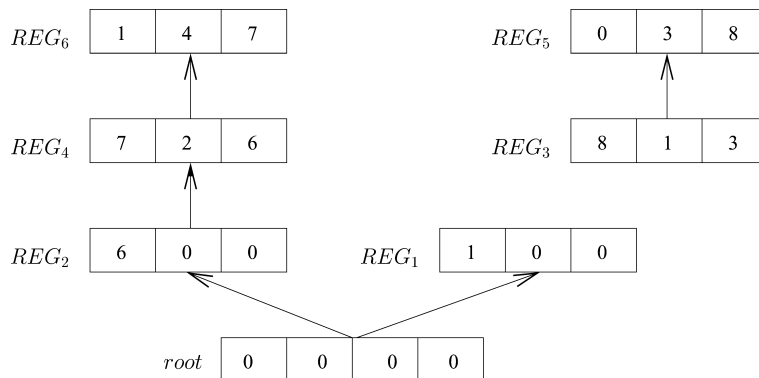 REG₆ 1 4 7 REG₅ 0 3 8
REG₄ 7 2 6 REG₃ 8 1 3
REG₂ 6 0 0 REG₁ 1 0 0
root 0 0 0 0